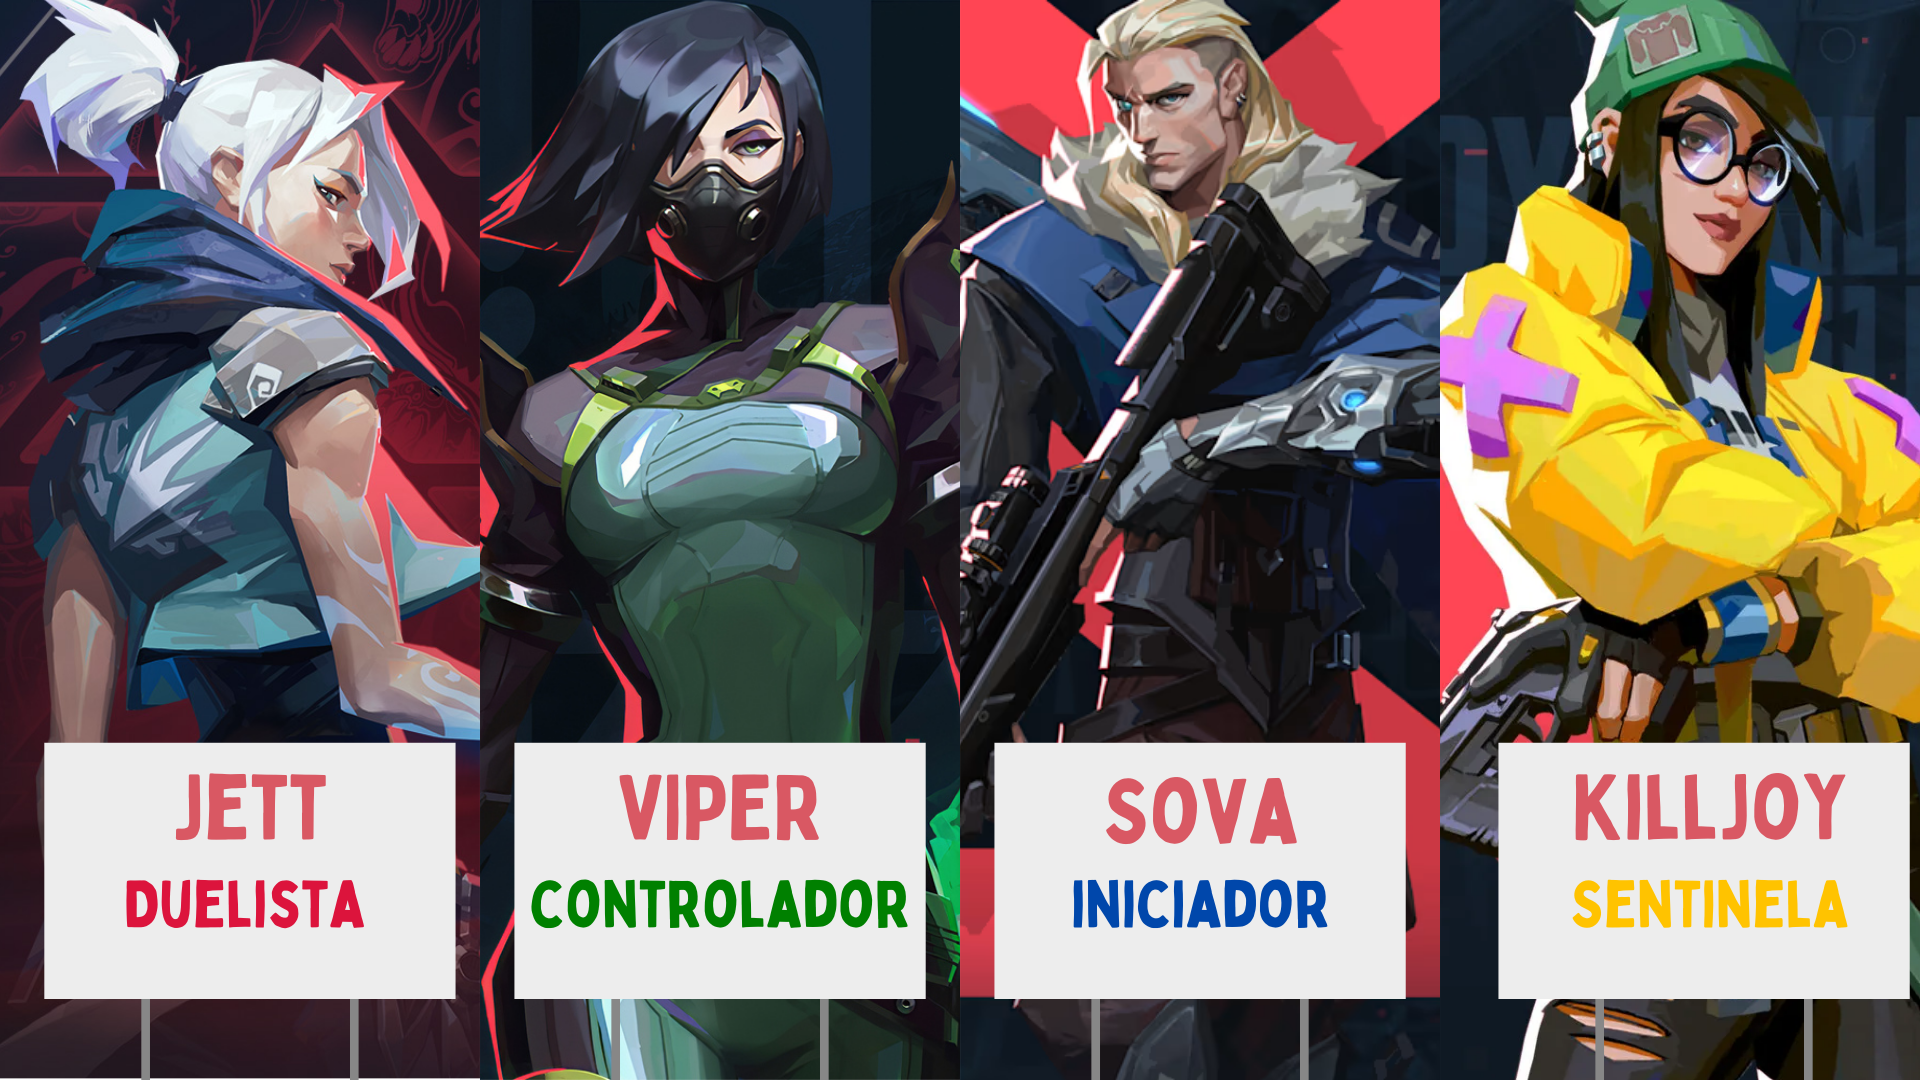 JETT
DUELISTA
VIPER
CONTROLADOR
SOVA
INICIADOR
KILLJOY
SENTINELA